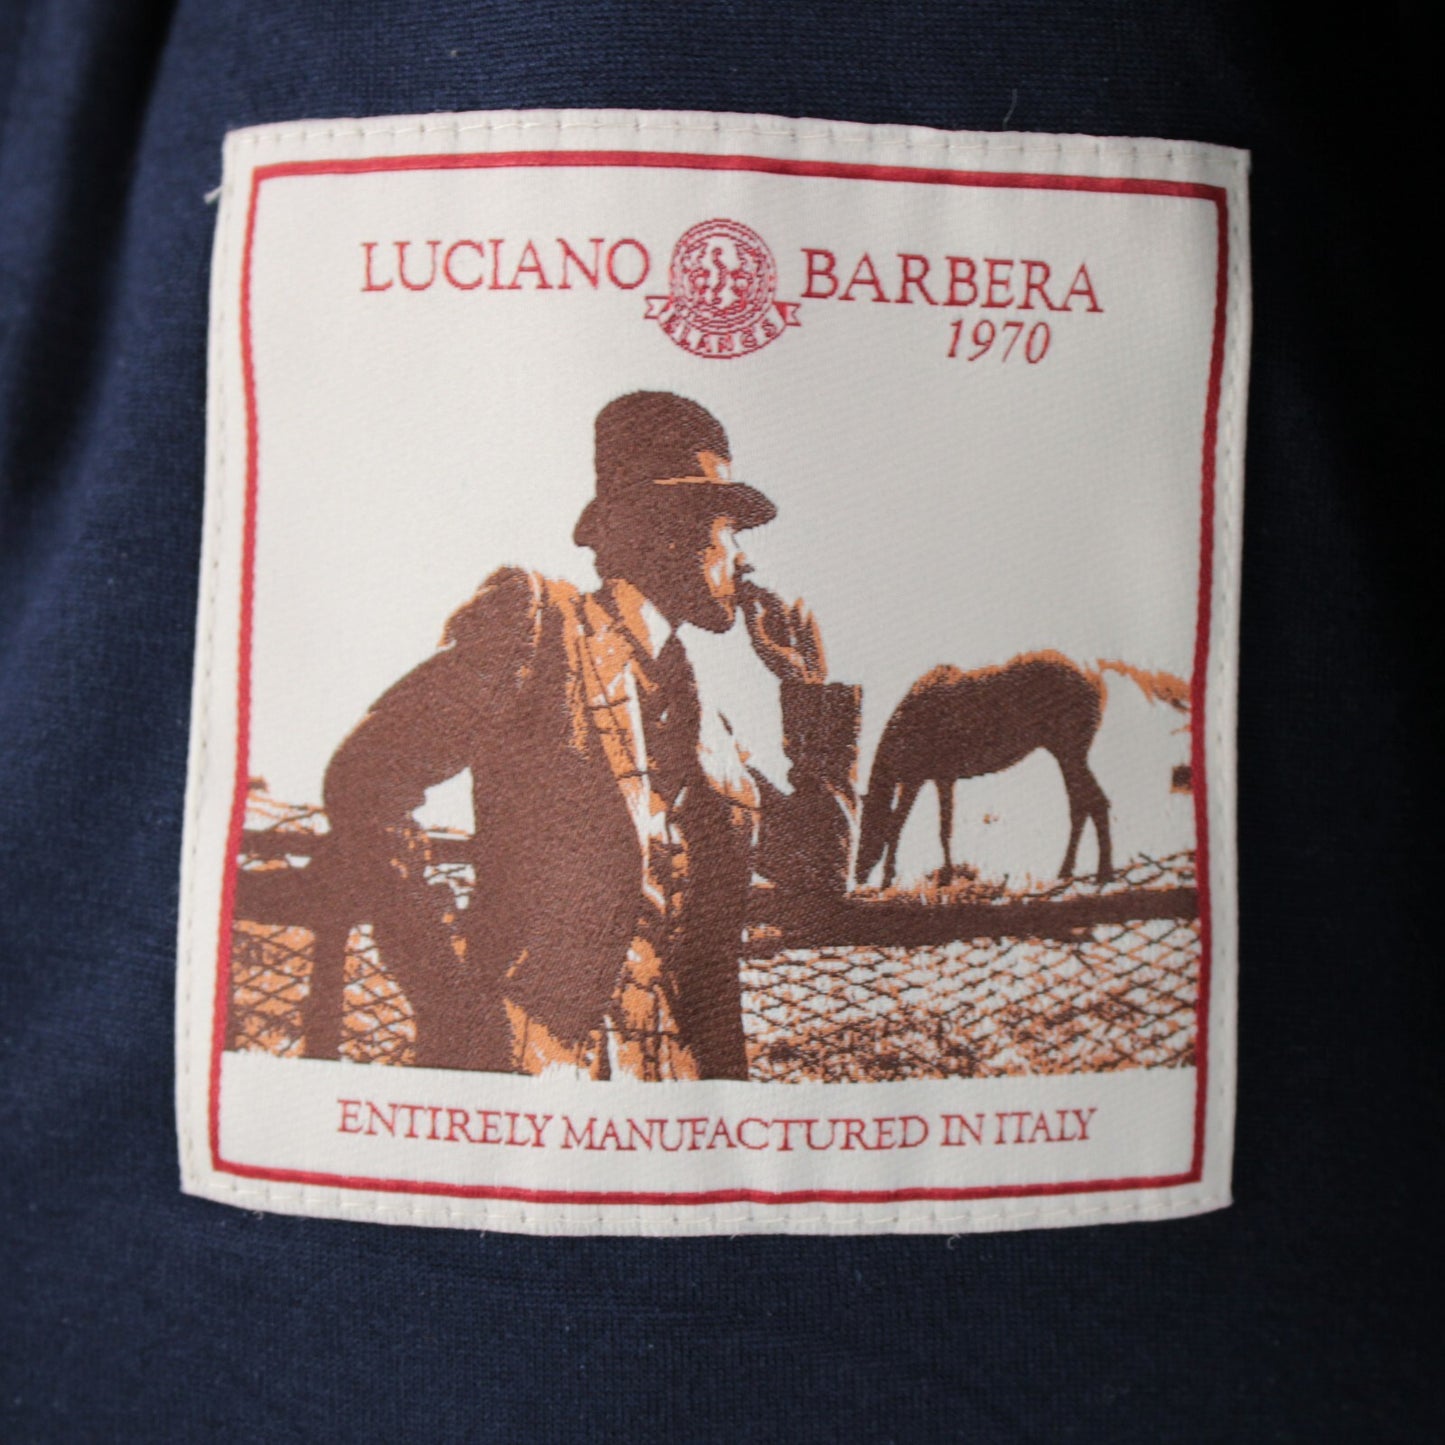 LUCIANO BARBERA
1970
ENTIRELY MANUFACTURED IN ITALY